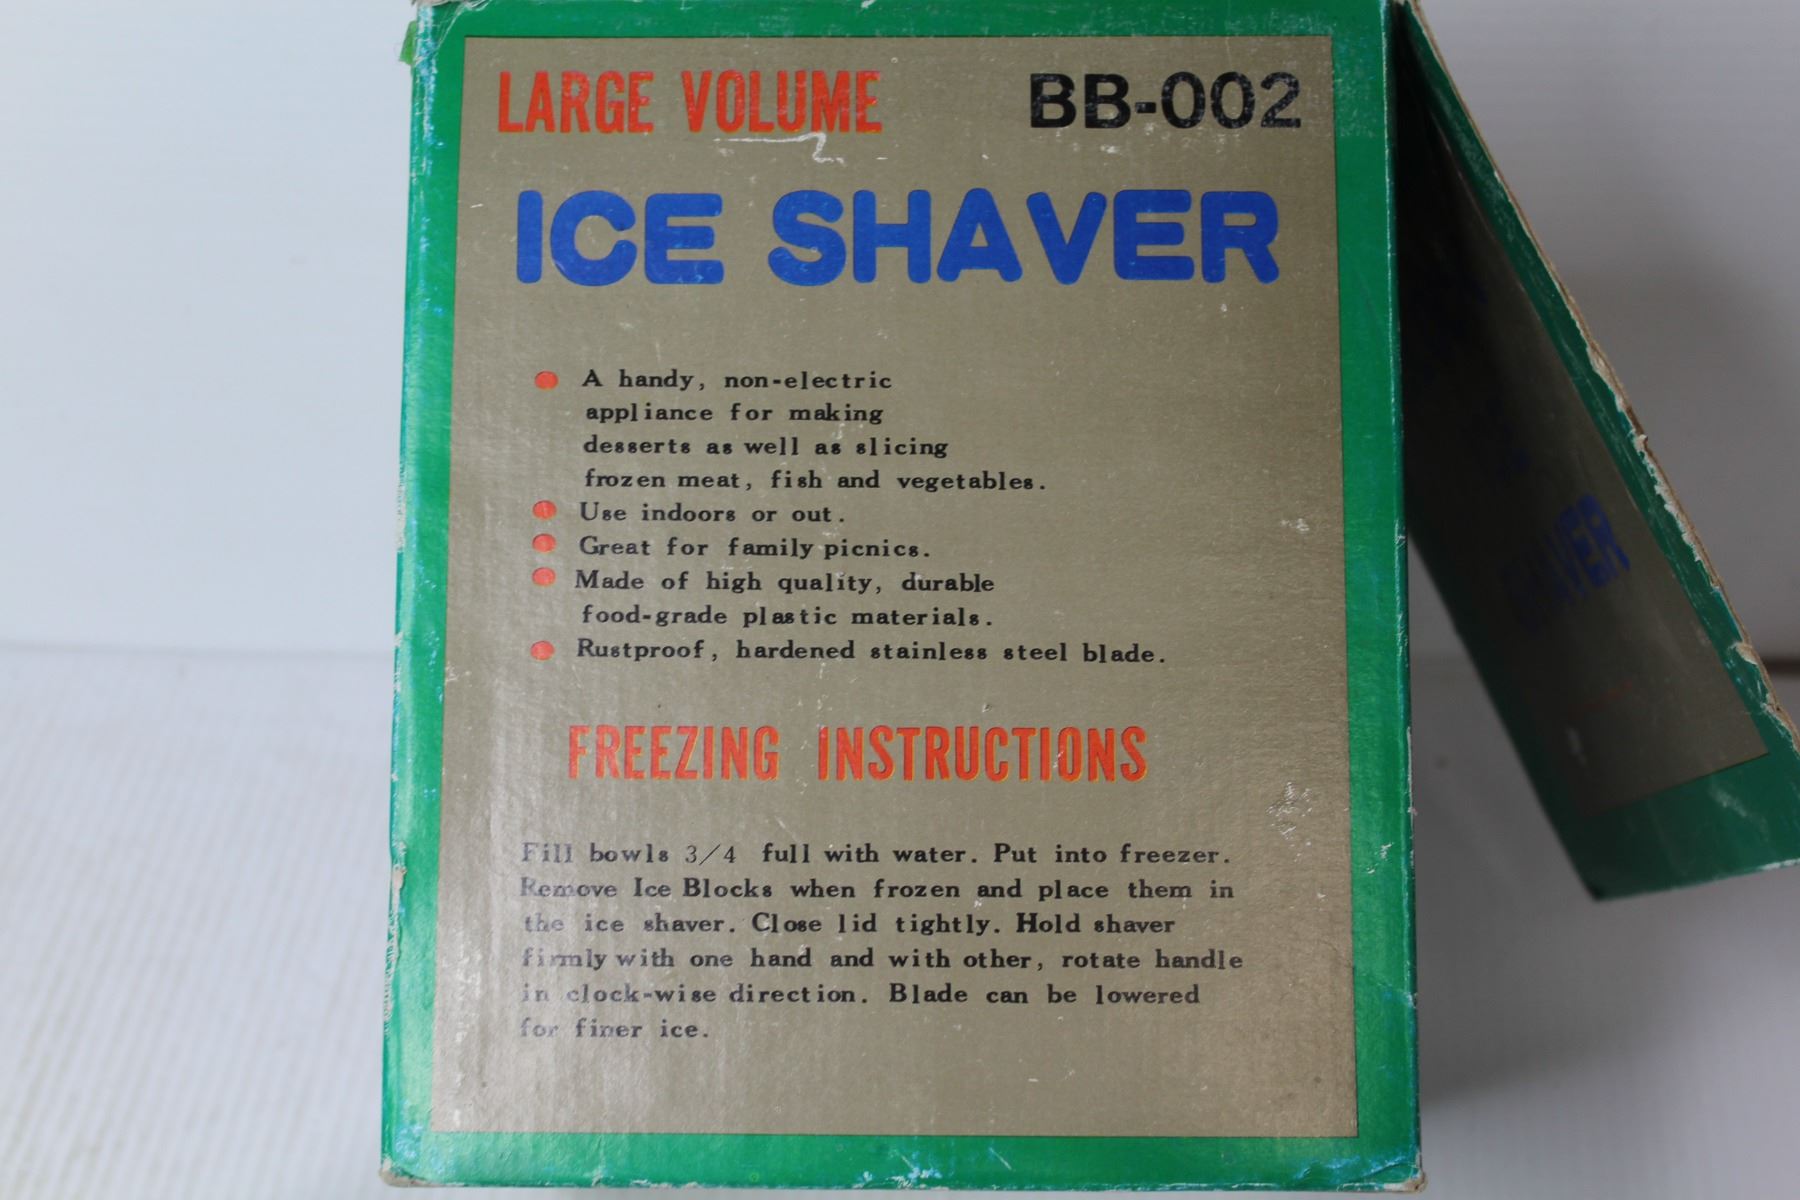 LARGE VOLUME BB-002
ICE SHAVER
A handy, non-electric
appliance for making
desserts as well as slicing
frozen meat, fish and vegetables.
Use indoors or out.
Great for family picnics.
Made of high quality, durable
food-grade plastic materials.
Rustproof, hardened stainless steel blade.
FREEZING INSTRUCTIONS
Fill bowls 3/4 full with water. Put into freezer.
Remove Ice Blocks when frozen and place them in
the ice shaver. Close lid tightly. Hold shaver
firmly with one hand and with other, rotate handle
in clock-wise direction. Blade can be lowered
for finer ice.
SHAVER